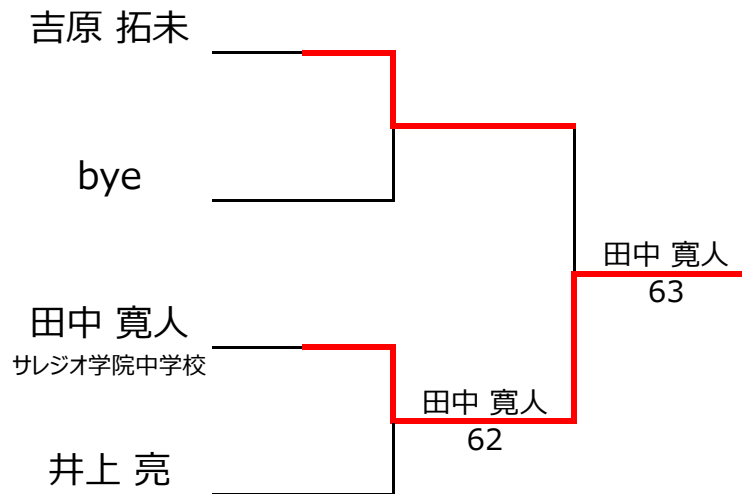 吉原 拓未
bye
田中 寛人
サレジオ学院中学校
井上 亮
田中 寛人
62
田中 寛人
63